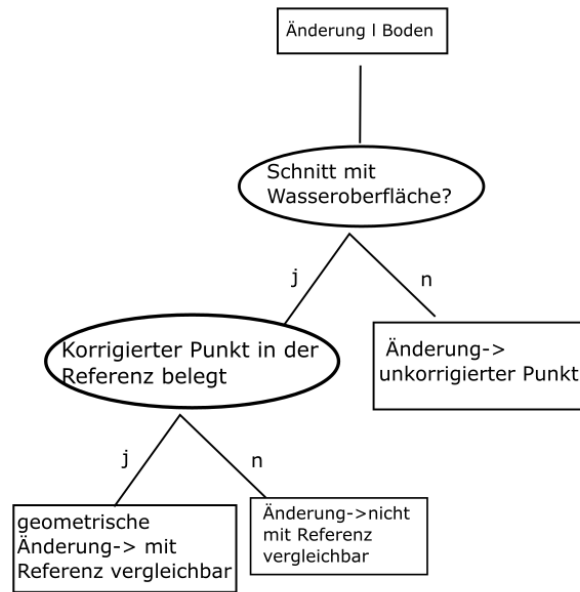 Änderung l Boden
Schnitt mit
Wasseroberfläche?
j
n
Korrigierter Punkt in der
Referenz belegt
Änderung->
unkorrigierter Punkt
j
n
geometrische
Änderung-> mit
Referenz vergleichbar
Änderung->nicht
mit Referenz
vergleichbar